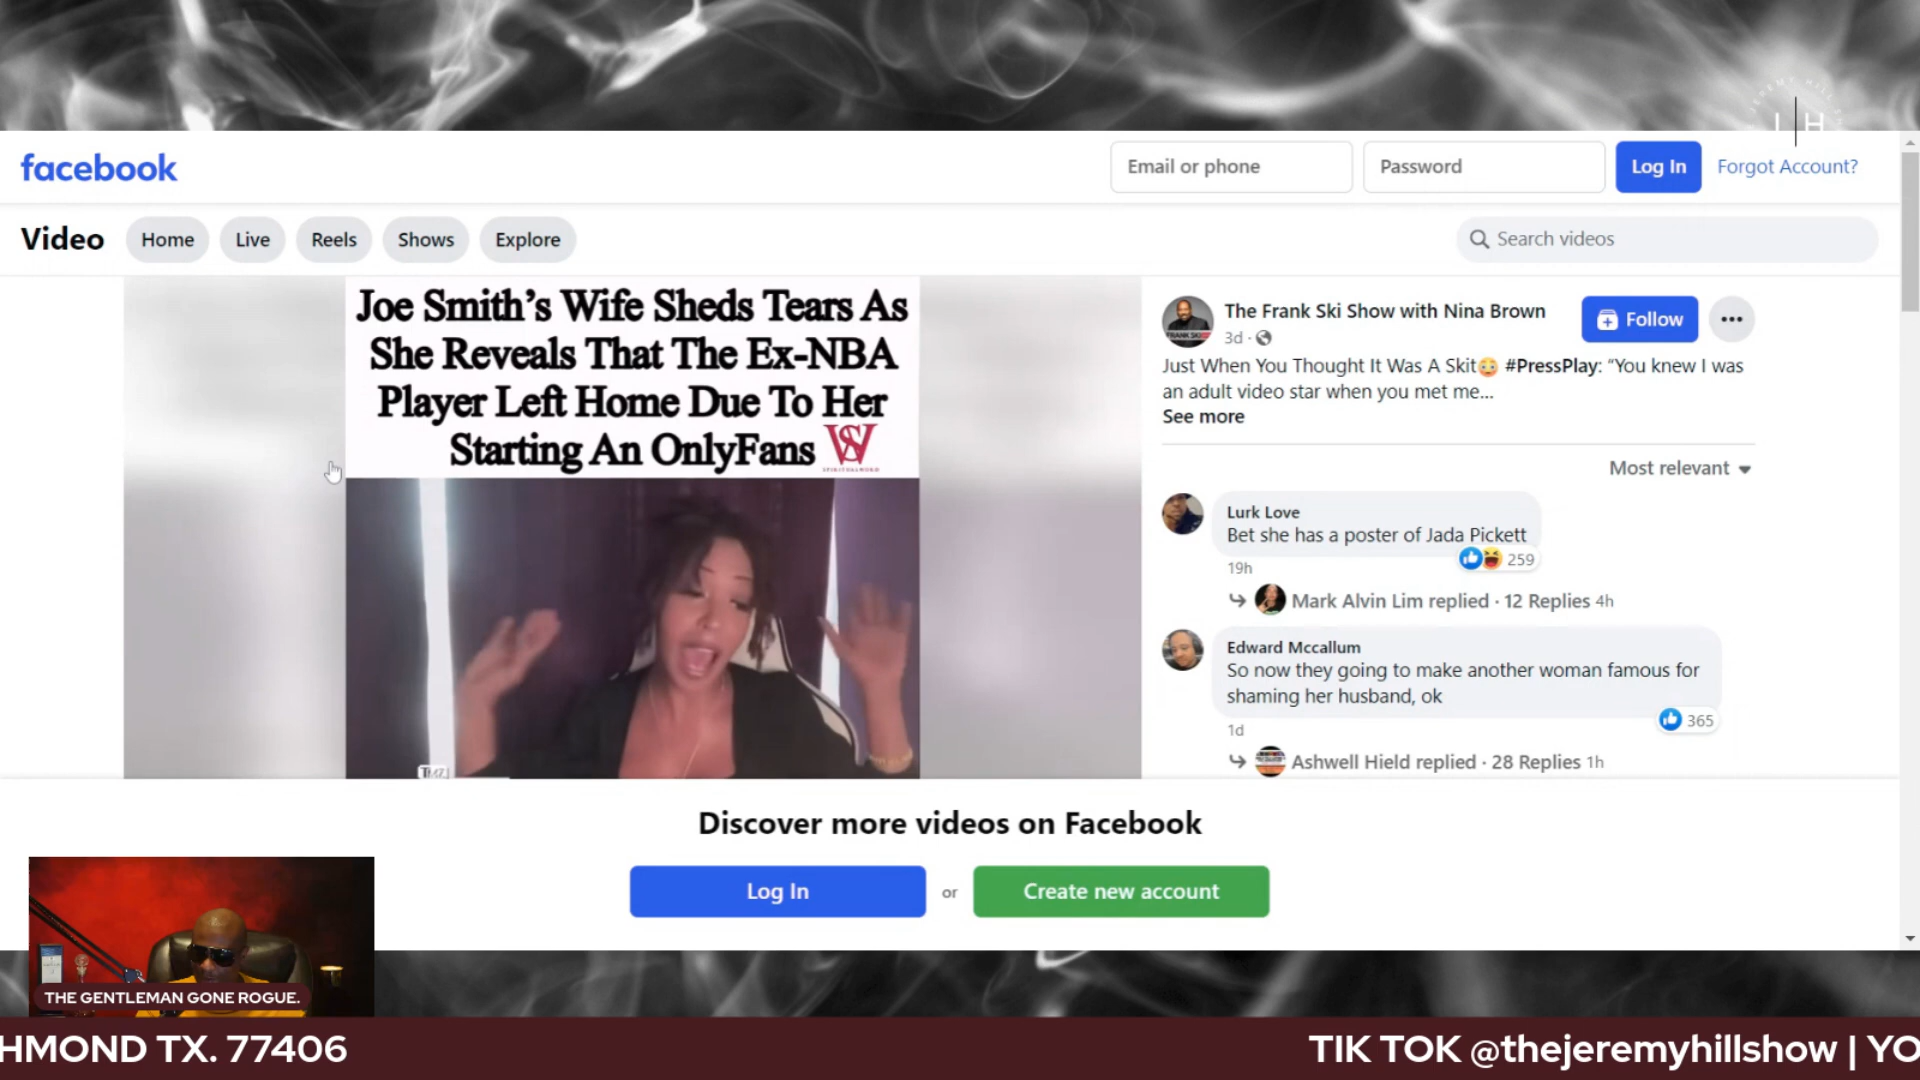 JEREMY HILL
H
facebook
Email or phone
Password
Log In
Forgot Account?
Video
Home
Live
Reels
Shows
Explore
Search videos
Joe Smith’s Wife Sheds Tears As
She Reveals That The Ex-NBA
Player Left Home Due To Her
Starting An OnlyFans
SW
SPIRITUALWORD
TMZ
The Frank Ski Show with Nina Brown
3d ·
Follow
Just When You Thought It Was A Skit😳 #PressPlay: “You knew I was
an adult video star when you met me...
See more
Most relevant
Lurk Love
Bet she has a poster of Jada Pickett
259
19h
Mark Alvin Lim replied · 12 Replies 4h
Edward Mccallum
So now they going to make another woman famous for
shaming her husband, ok
365
1d
Ashwell Hield replied · 28 Replies 1h
Discover more videos on Facebook
Log In
or
Create new account
THE GENTLEMAN GONE ROGUE.
HMOND TX. 77406
TIK TOK @thejeremyhillshow | YO